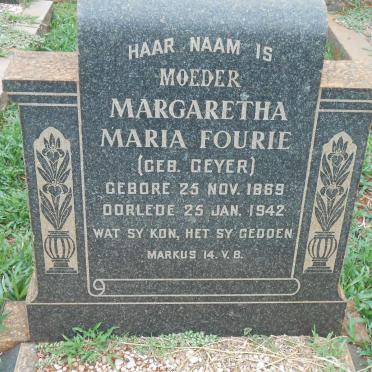 HAAR NAAM IS
MOEDER
MARGARETHA
MARIA FOURIE
(GEB. GEYER)
GEBORE 25 NOV. 1869
OORLEDE 25 JAN. 1942
WAT SY KON, HET SY GEDOEN
MARKUS 14. V. 8.